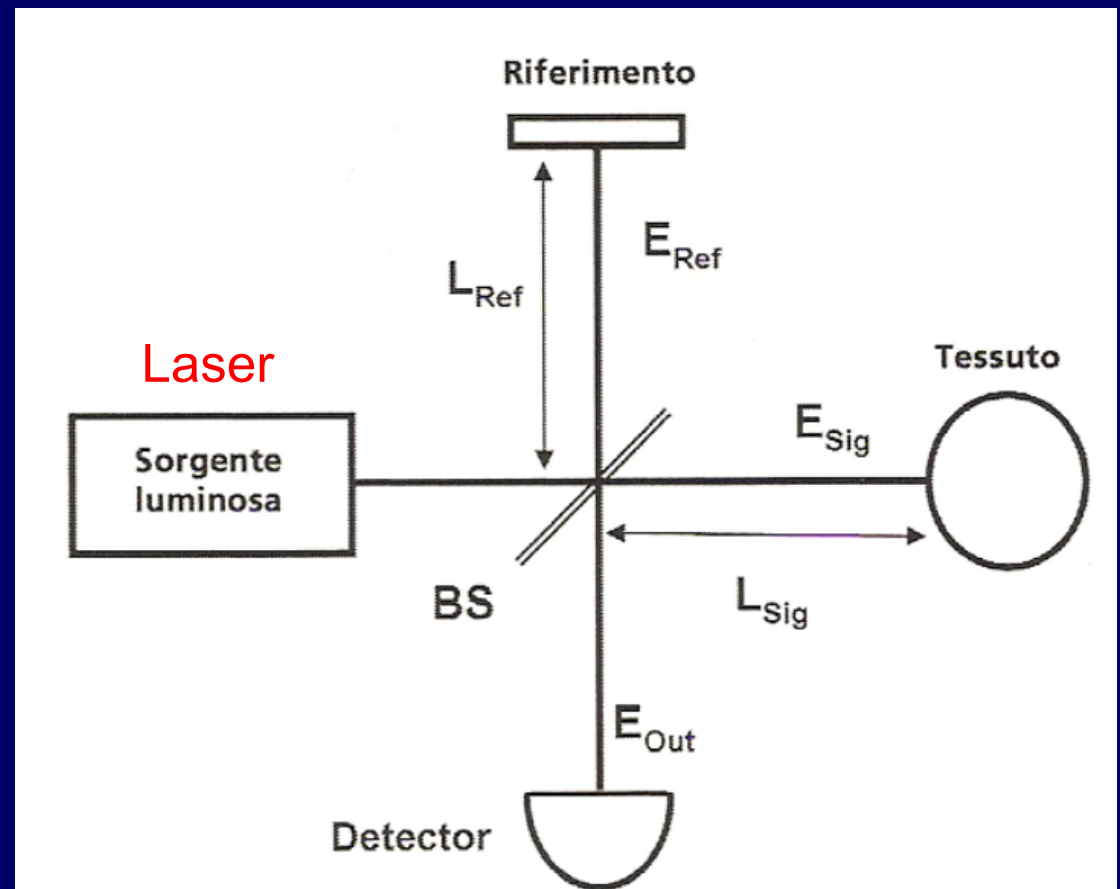 Riferimento
E_Ref
L_Ref
Laser
Tessuto
Sorgente
luminosa
E_Sig
BS
L_Sig
E_Out
Detector